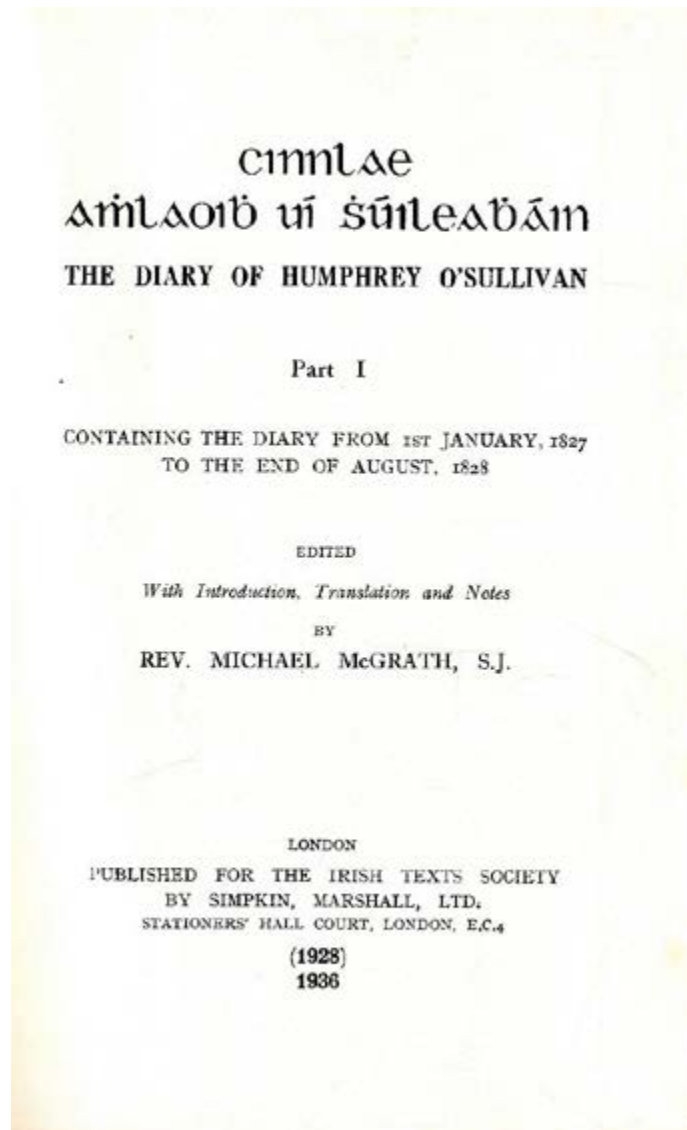 cinnlae
aṁlaoiḃ uí ṡúileaḃáin
THE DIARY OF HUMPHREY O'SULLIVAN
Part I
CONTAINING THE DIARY FROM 1ST JANUARY, 1827
TO THE END OF AUGUST, 1828
EDITED
With Introduction, Translation and Notes
BY
REV. MICHAEL McGRATH, S.J.
LONDON
PUBLISHED FOR THE IRISH TEXTS SOCIETY
BY SIMPKIN, MARSHALL, LTD.
STATIONERS' HALL COURT, LONDON, E.C.4
(1928)
1936